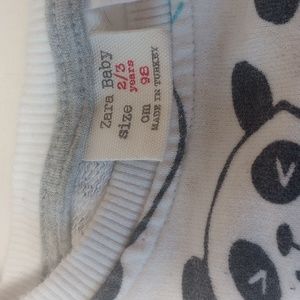 Zara Baby
Size 2/3 years
cm 98
MADE IN TURKEY